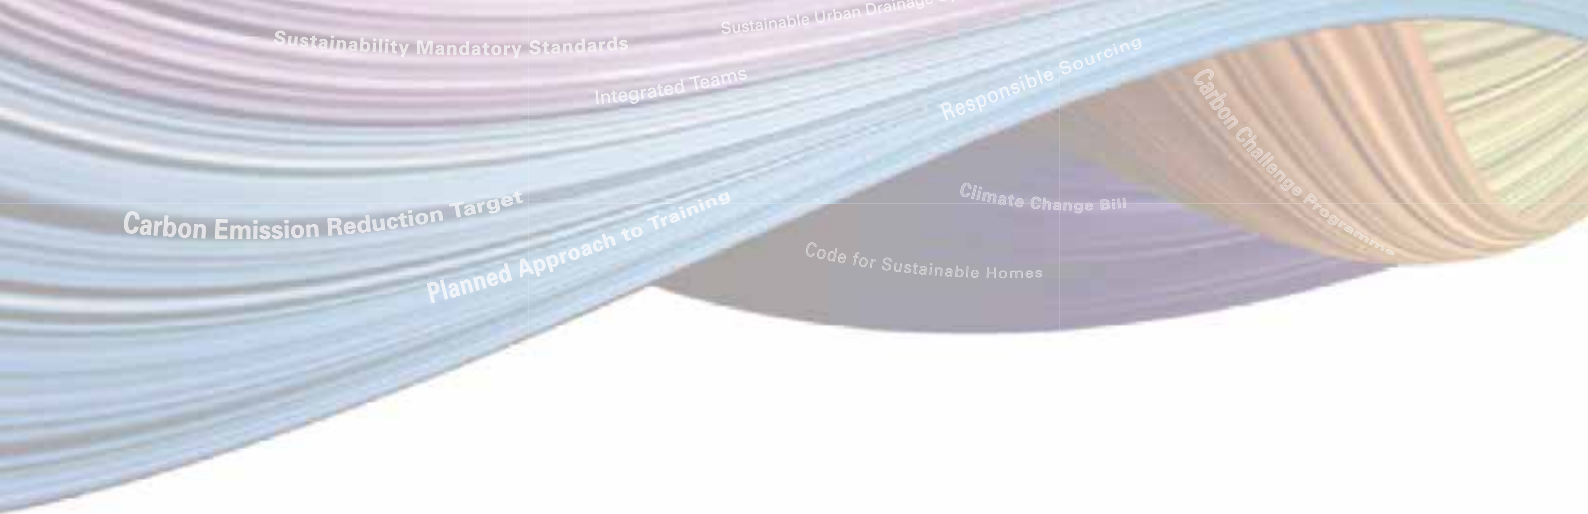 Sustainable Urban Drainage
Sustainability Mandatory Standards
Integrated Teams
Responsible Sourcing
Carbon Challenge Programme
Climate Change Bill
Carbon Emission Reduction Target
Planned Approach to Training
Code for Sustainable Homes